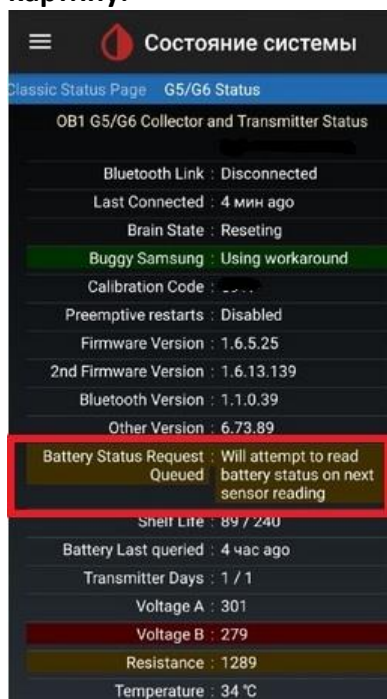 картину:
Состояние системы
Classic Status Page G5/G6 Status
OB1 G5/G6 Collector and Transmitter Status
Bluetooth Link : Disconnected
Last Connected : 4 мин ago
Brain State : Reseting
Buggy Samsung : Using workaround
Calibration Code :
Preemptive restarts : Disabled
Firmware Version : 1.6.5.25
2nd Firmware Version : 1.6.13.139
Bluetooth Version : 1.1.0.39
Other Version : 6.73.89
Battery Status Request : Will attempt to read
Queued battery status on next
sensor reading
Shelf Life : 89 / 240
Battery Last queried : 4 час ago
Transmitter Days : 1 / 1
Voltage A : 301
Voltage B : 279
Resistance : 1289
Temperature : 34 °C